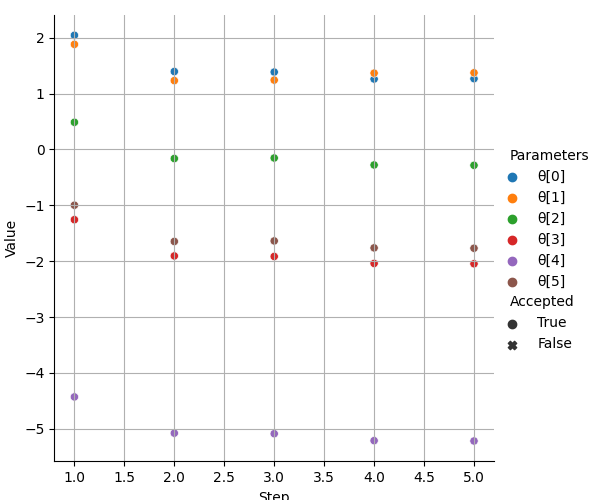 2
1
0
−1
−2
−3
−4
−5
Value
1.0 1.5 2.0 2.5 3.0 3.5 4.0 4.5 5.0
Step
Parameters
θ[0]
θ[1]
θ[2]
θ[3]
θ[4]
θ[5]
Accepted
True
False